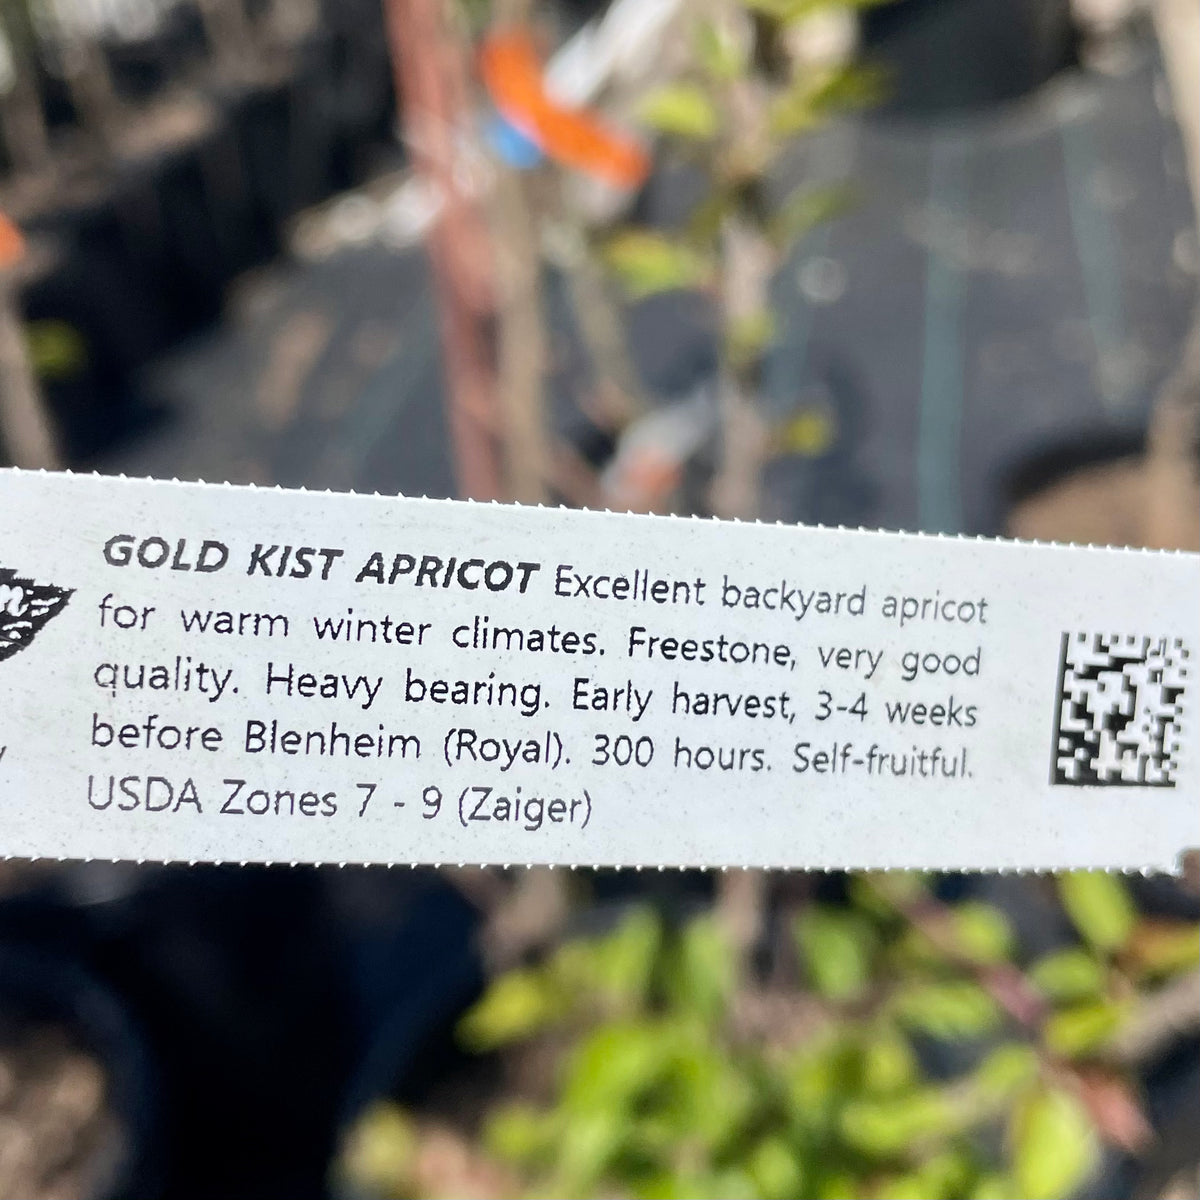 GOLD KIST APRICOT Excellent backyard apricot
for warm winter climates. Freestone, very good
quality. Heavy bearing. Early harvest, 3-4 weeks
before Blenheim (Royal). 300 hours. Self-fruitful.
USDA Zones 7 - 9 (Zaiger)